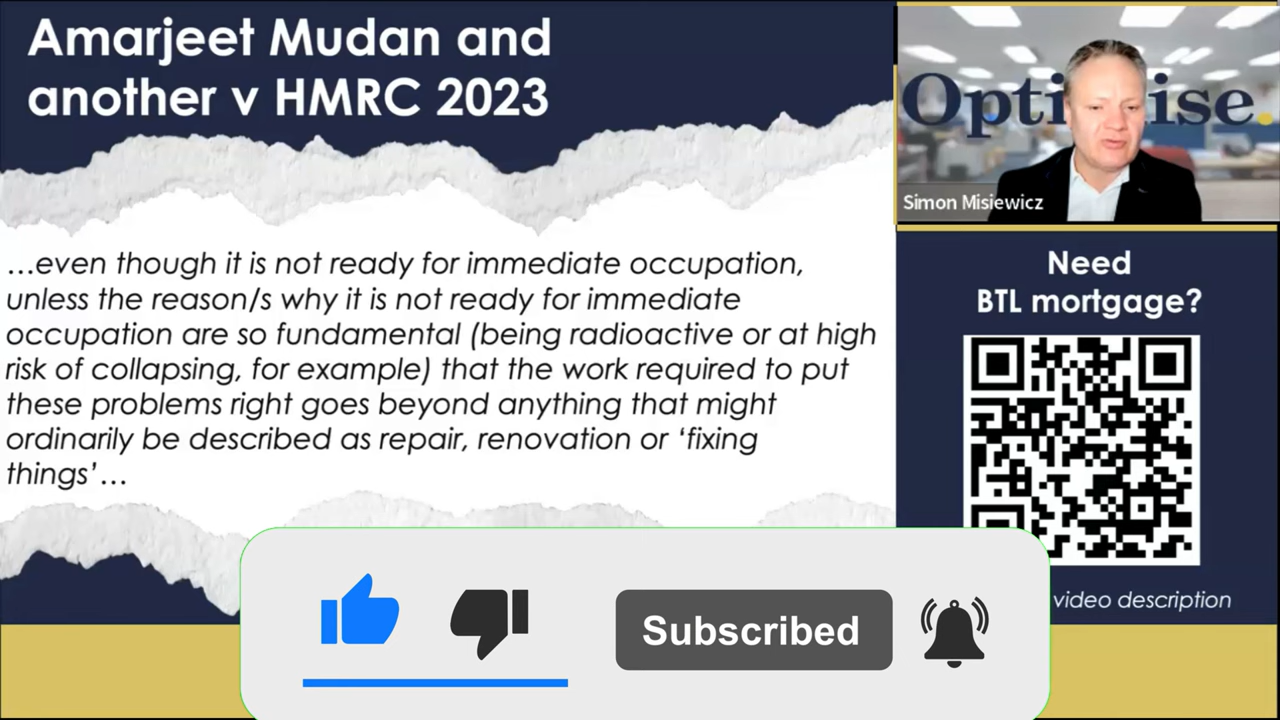 Amarjeet Mudan and
another v HMRC 2023
…even though it is not ready for immediate occupation,
unless the reason/s why it is not ready for immediate
occupation are so fundamental (being radioactive or at high
risk of collapsing, for example) that the work required to put
these problems right goes beyond anything that might
ordinarily be described as repair, renovation or ‘fixing
things’…
Simon Misiewicz
Need
BTL mortgage?
video description
Subscribed